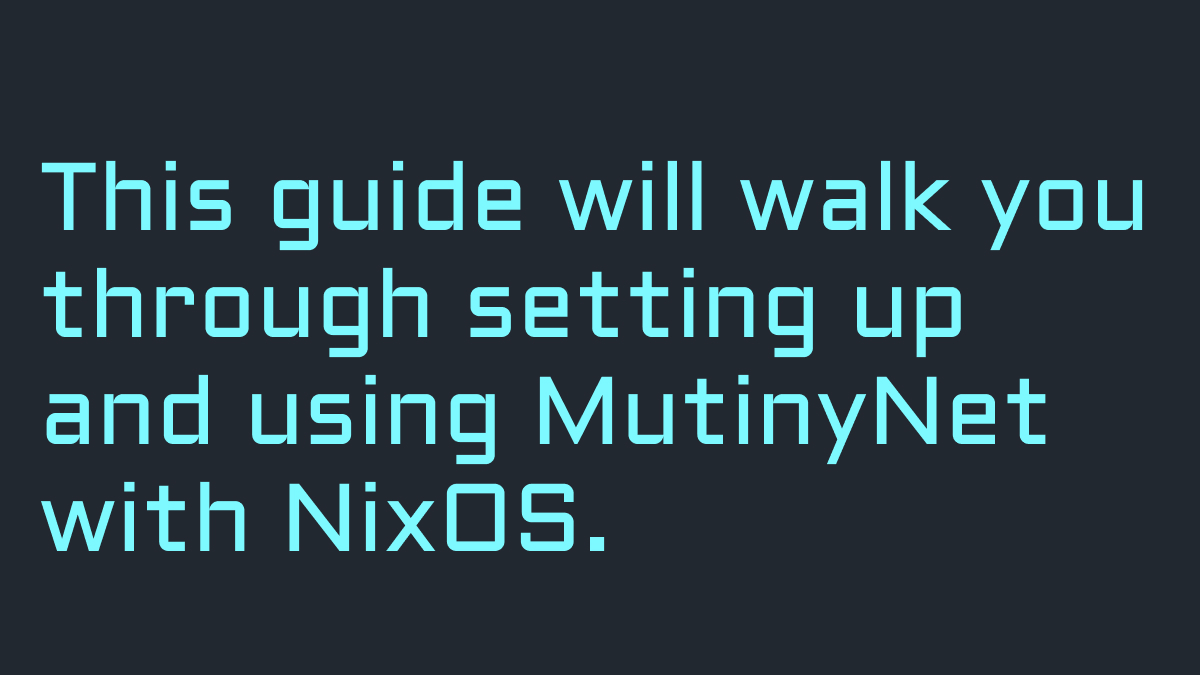 This guide will walk you
through setting up
and using MutinyNet
with NixOS.